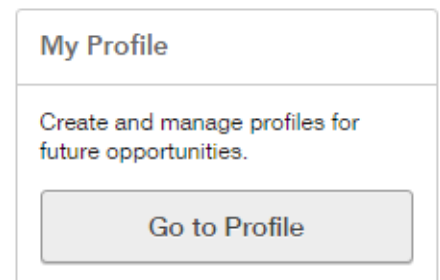 My Profile
Create and manage profiles for
future opportunities.
Go to Profile